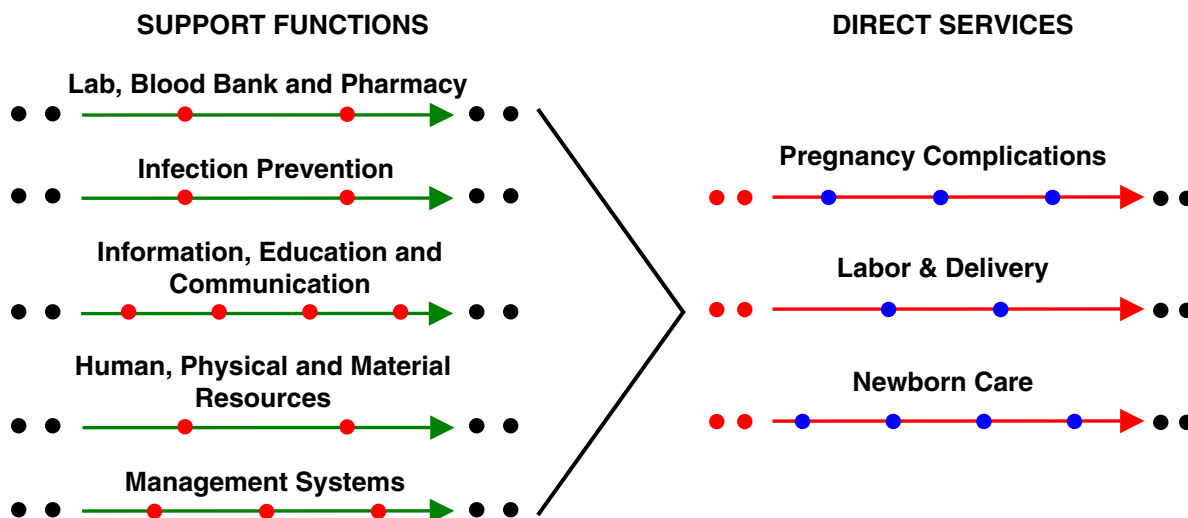 SUPPORT FUNCTIONS
Lab, Blood Bank and Pharmacy
Infection Prevention
Information, Education and
Communication
Human, Physical and Material
Resources
Management Systems
DIRECT SERVICES
Pregnancy Complications
Labor & Delivery
Newborn Care